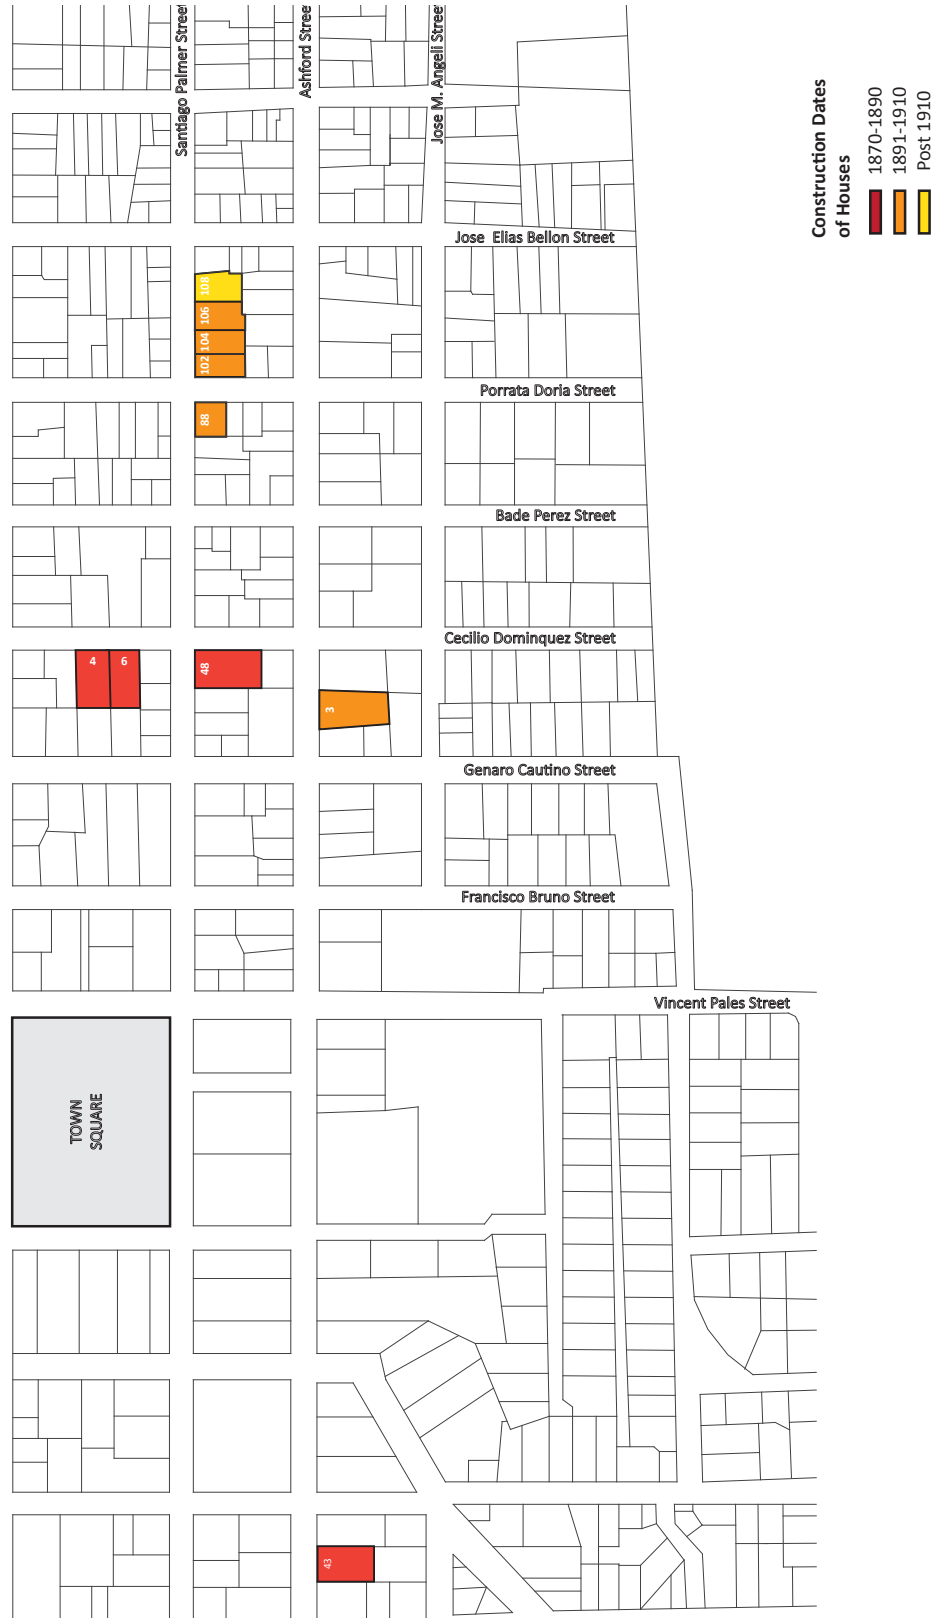 Santiago Palmer Street
Ashford Street
Jose M. Angeli Street
Jose Elias Bellon Street
Porrata Doria Street
Bade Perez Street
Cecilio Dominquez Street
Genaro Cautino Street
Francisco Bruno Street
Vincent Pales Street
TOWN
SQUARE
108
106
104
102
88
4
6
48
3
43
Construction Dates
of Houses
1870-1890
1891-1910
Post 1910